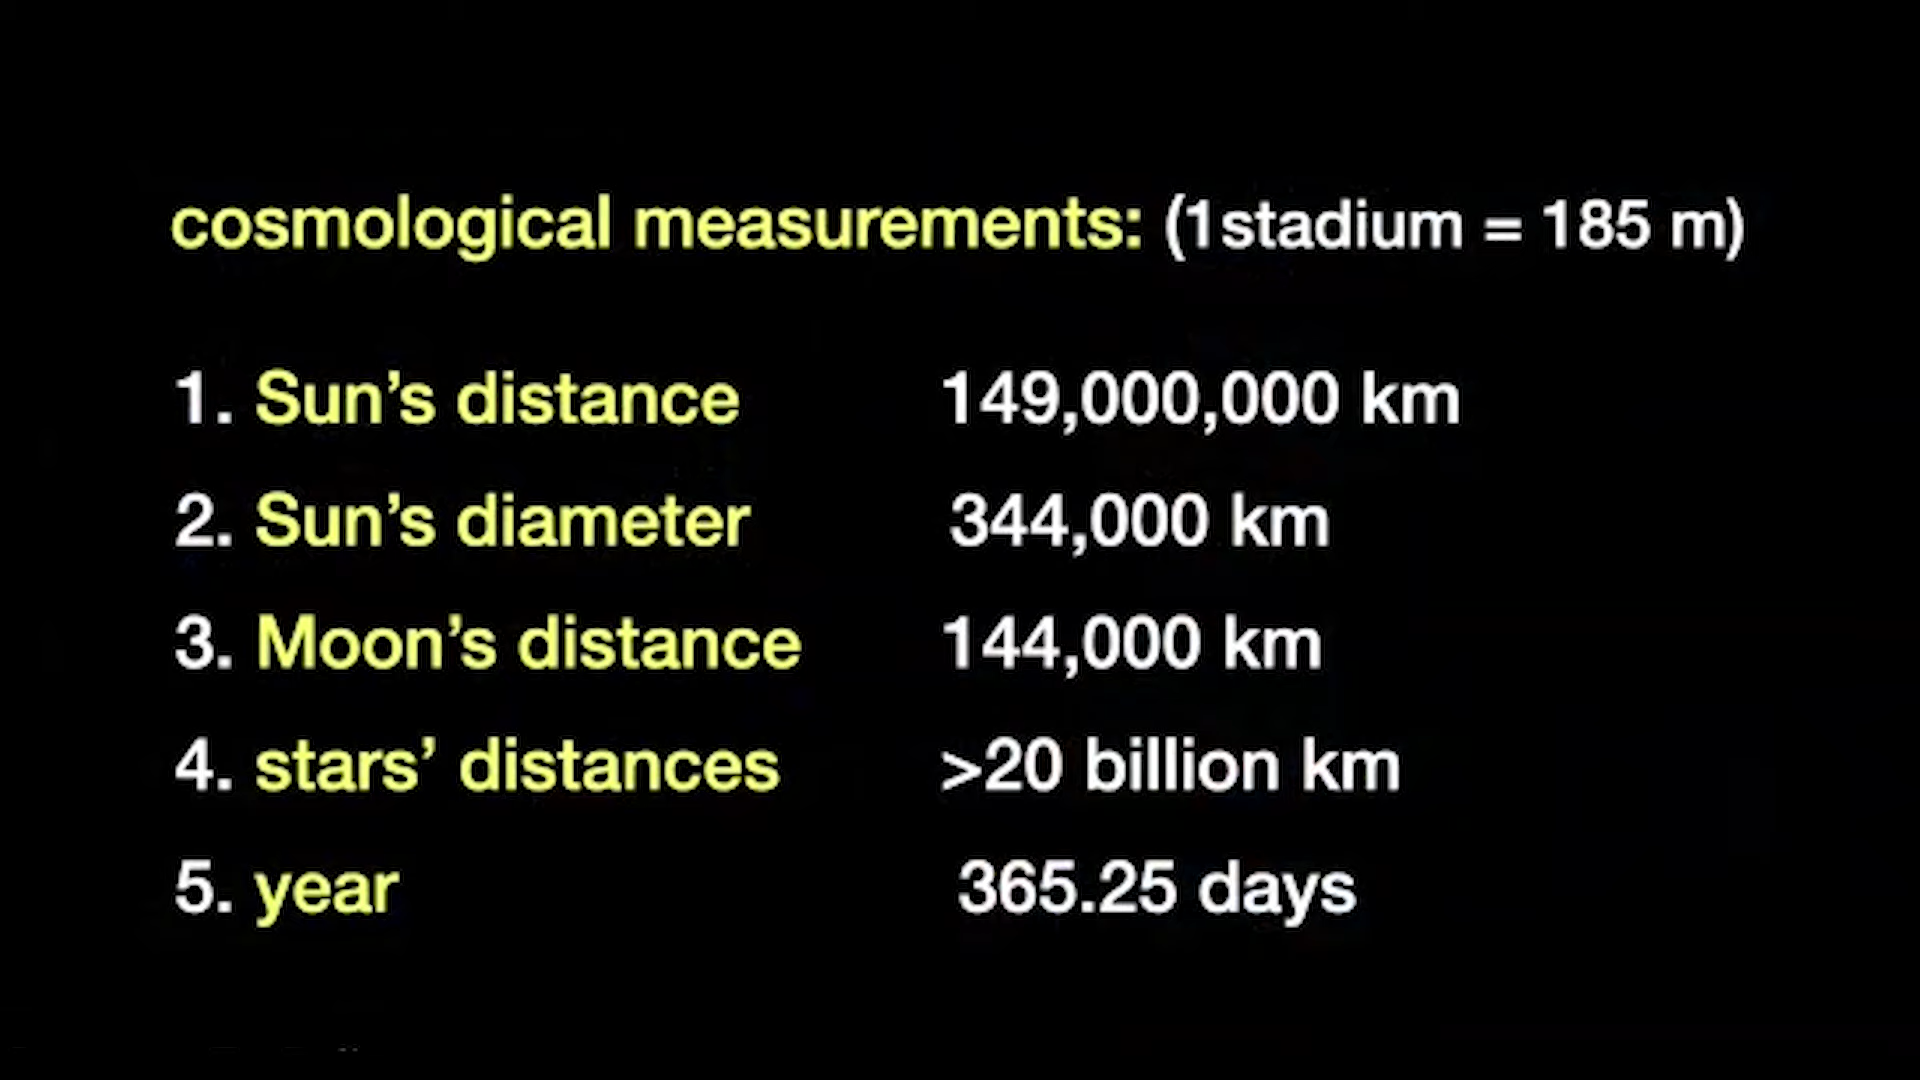 cosmological measurements: (1stadium = 185 m)
1. Sun’s distance 149,000,000 km
2. Sun’s diameter 344,000 km
3. Moon’s distance 144,000 km
4. stars’ distances >20 billion km
5. year 365.25 days